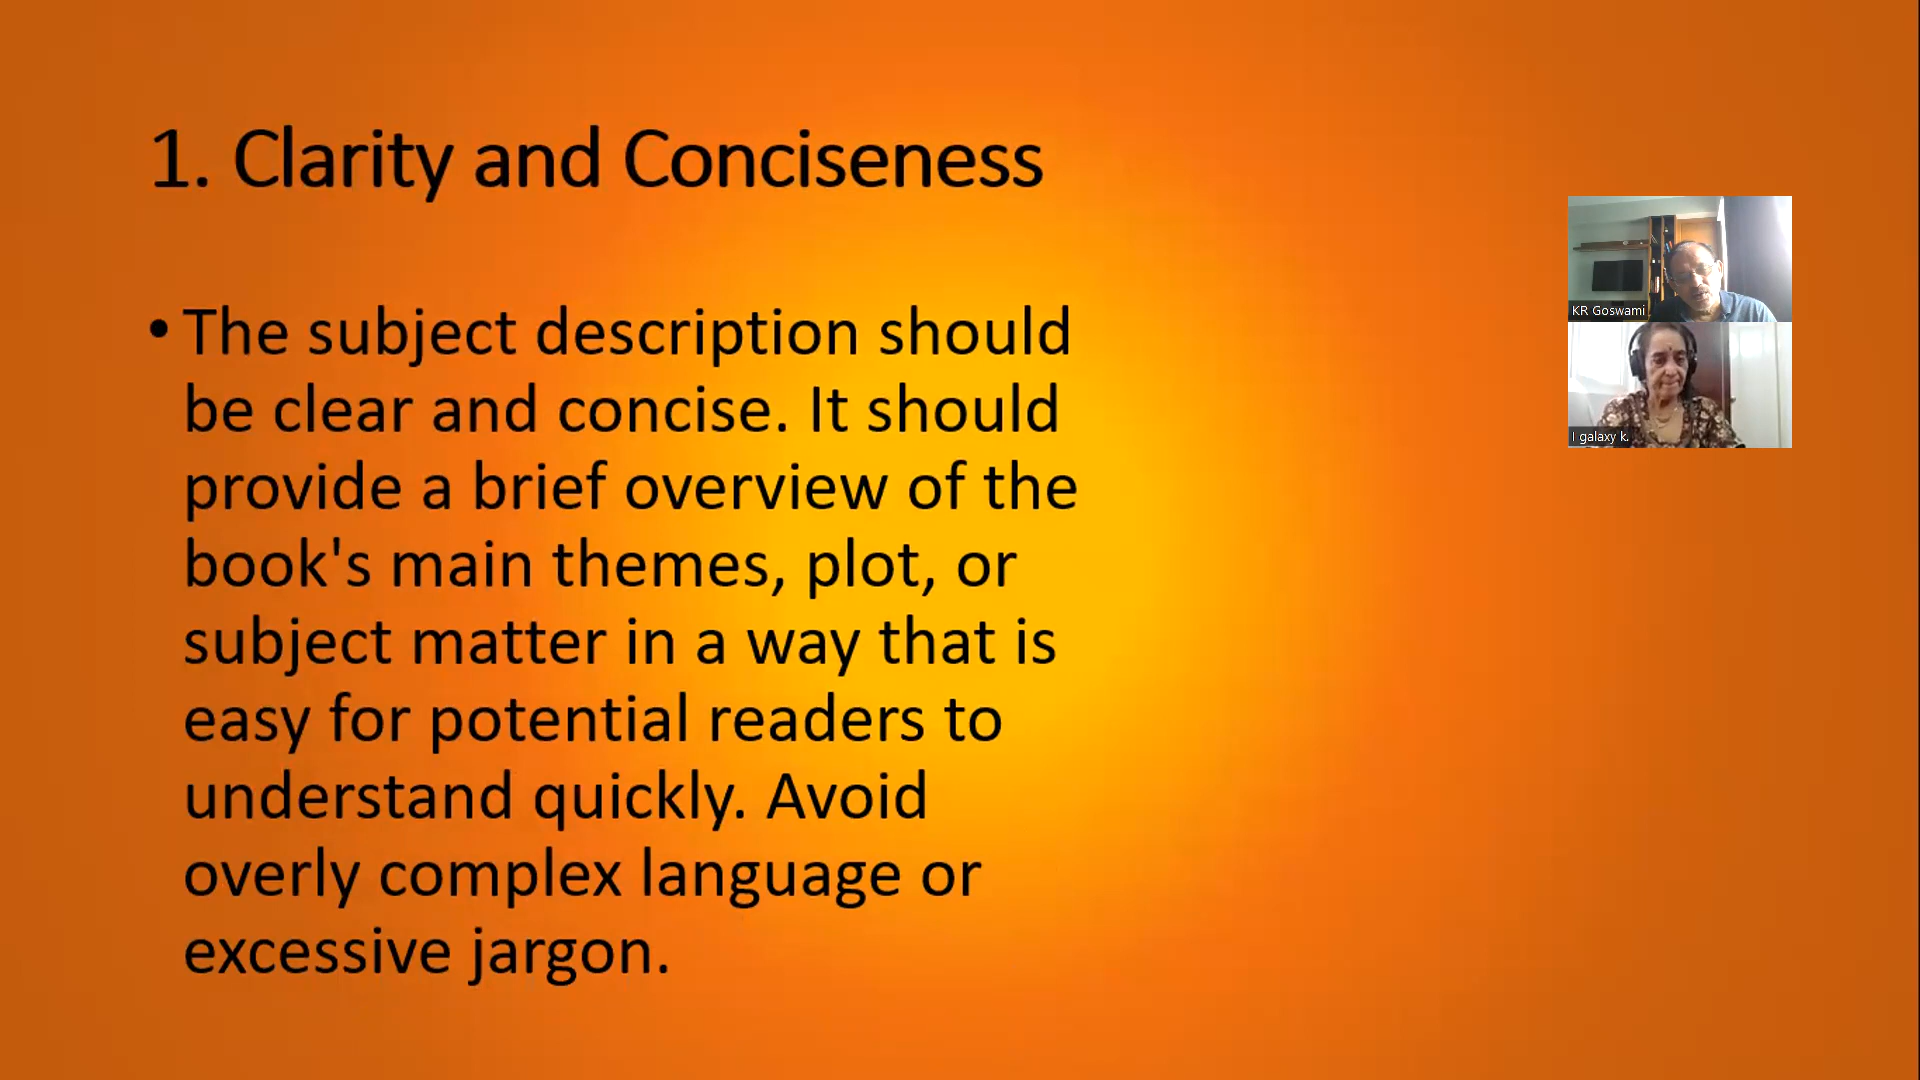 1. Clarity and Conciseness
• The subject description should
be clear and concise. It should
provide a brief overview of the
book's main themes, plot, or
subject matter in a way that is
easy for potential readers to
understand quickly. Avoid
overly complex language or
excessive jargon.
KR Goswami
I galaxy k.